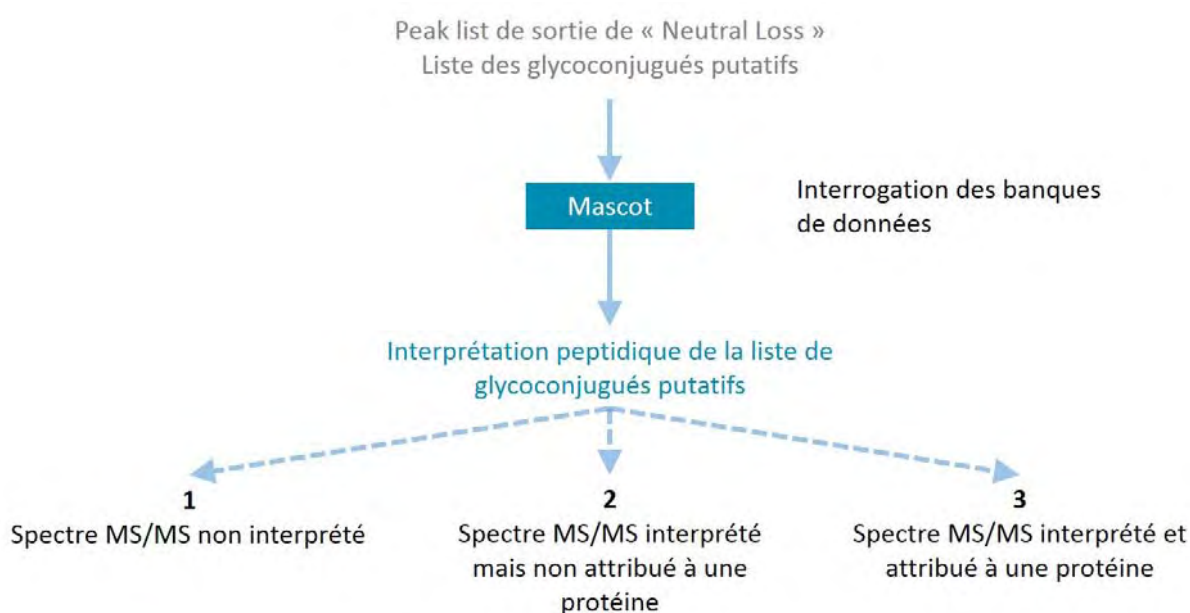 Peak list de sortie de « Neutral Loss »
Liste des glycoconjugués putatifs
Mascot
Interrogation des banques
de données
Interprétation peptidique de la liste de
glycoconjugués putatifs
1
Spectre MS/MS non interprété
2
Spectre MS/MS interprété
mais non attribué à une
protéine
3
Spectre MS/MS interprété et
attribué à une protéine